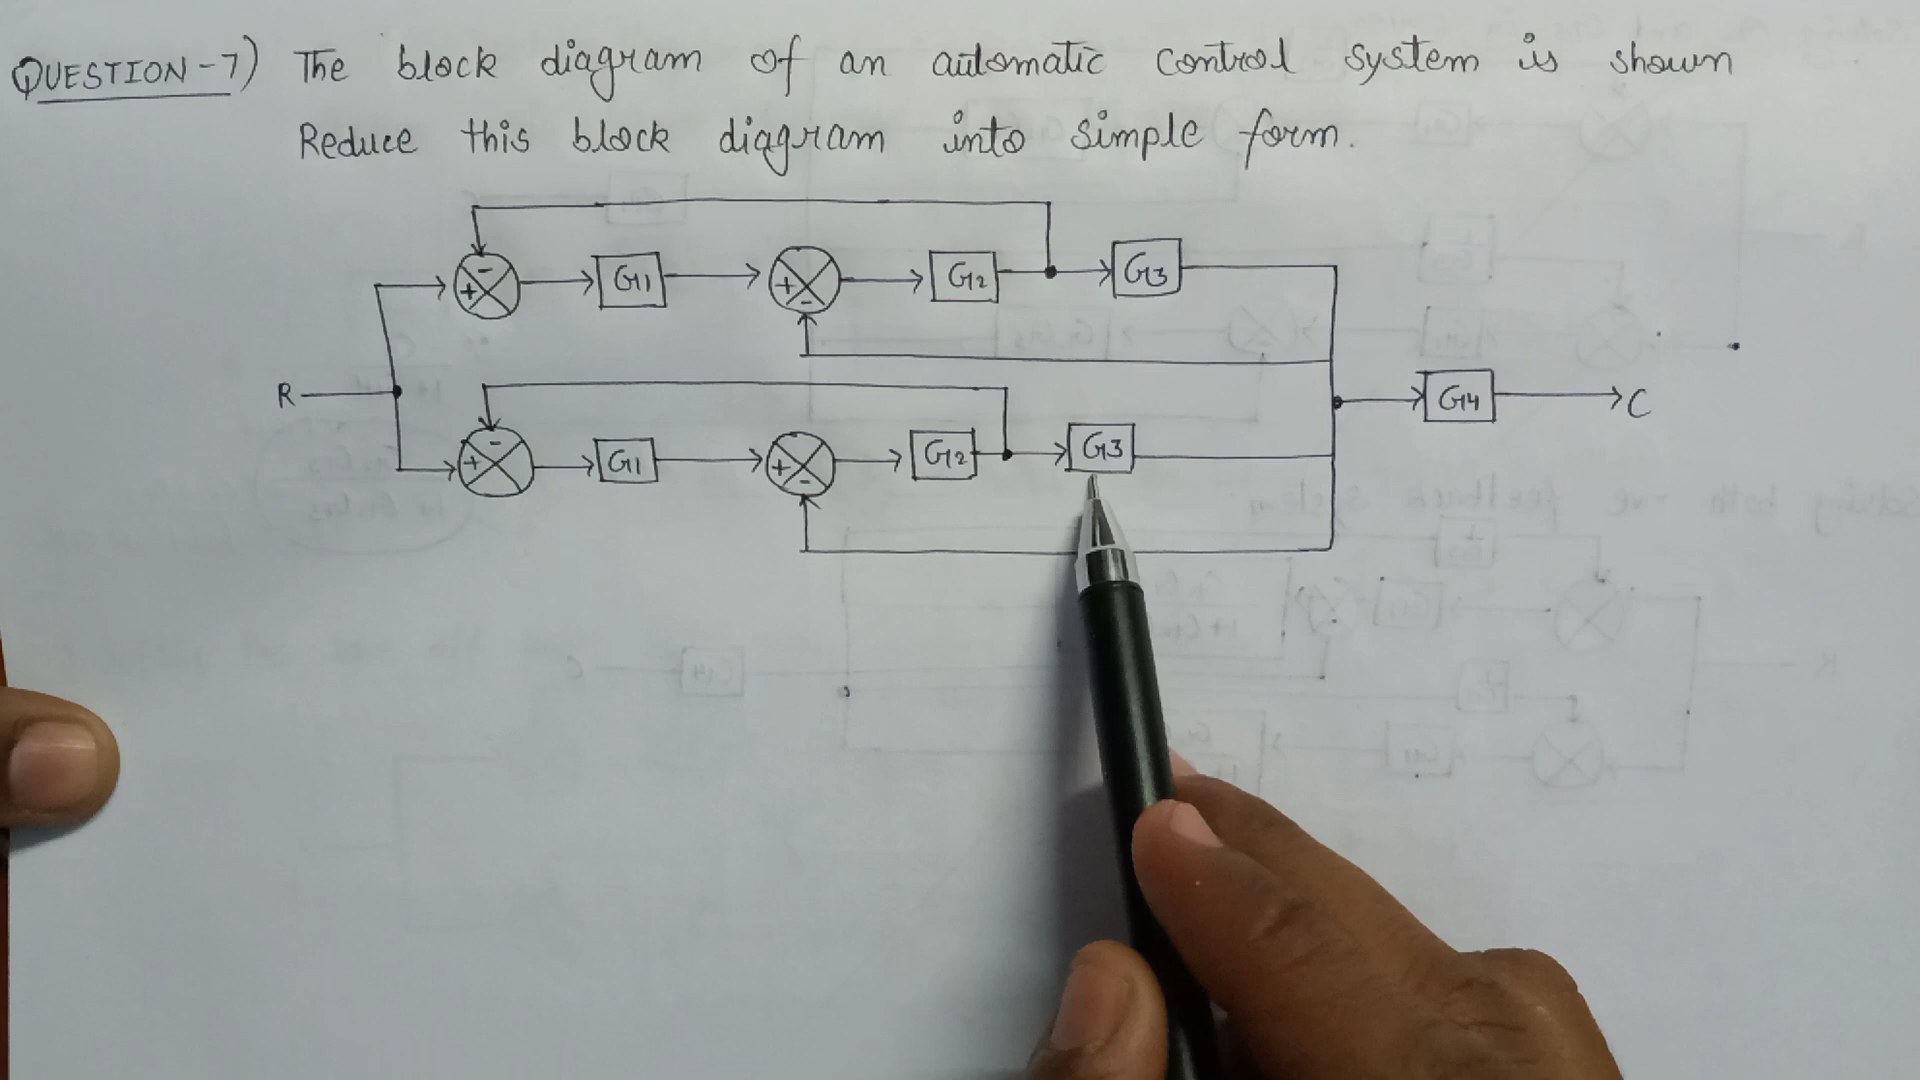 QUESTION-7) The block diagram of an automatic control system is shown
Reduce this block diagram into simple form.
- G1 + - G2 G3
+
R G4 C
- G1 + - G2 G3
+